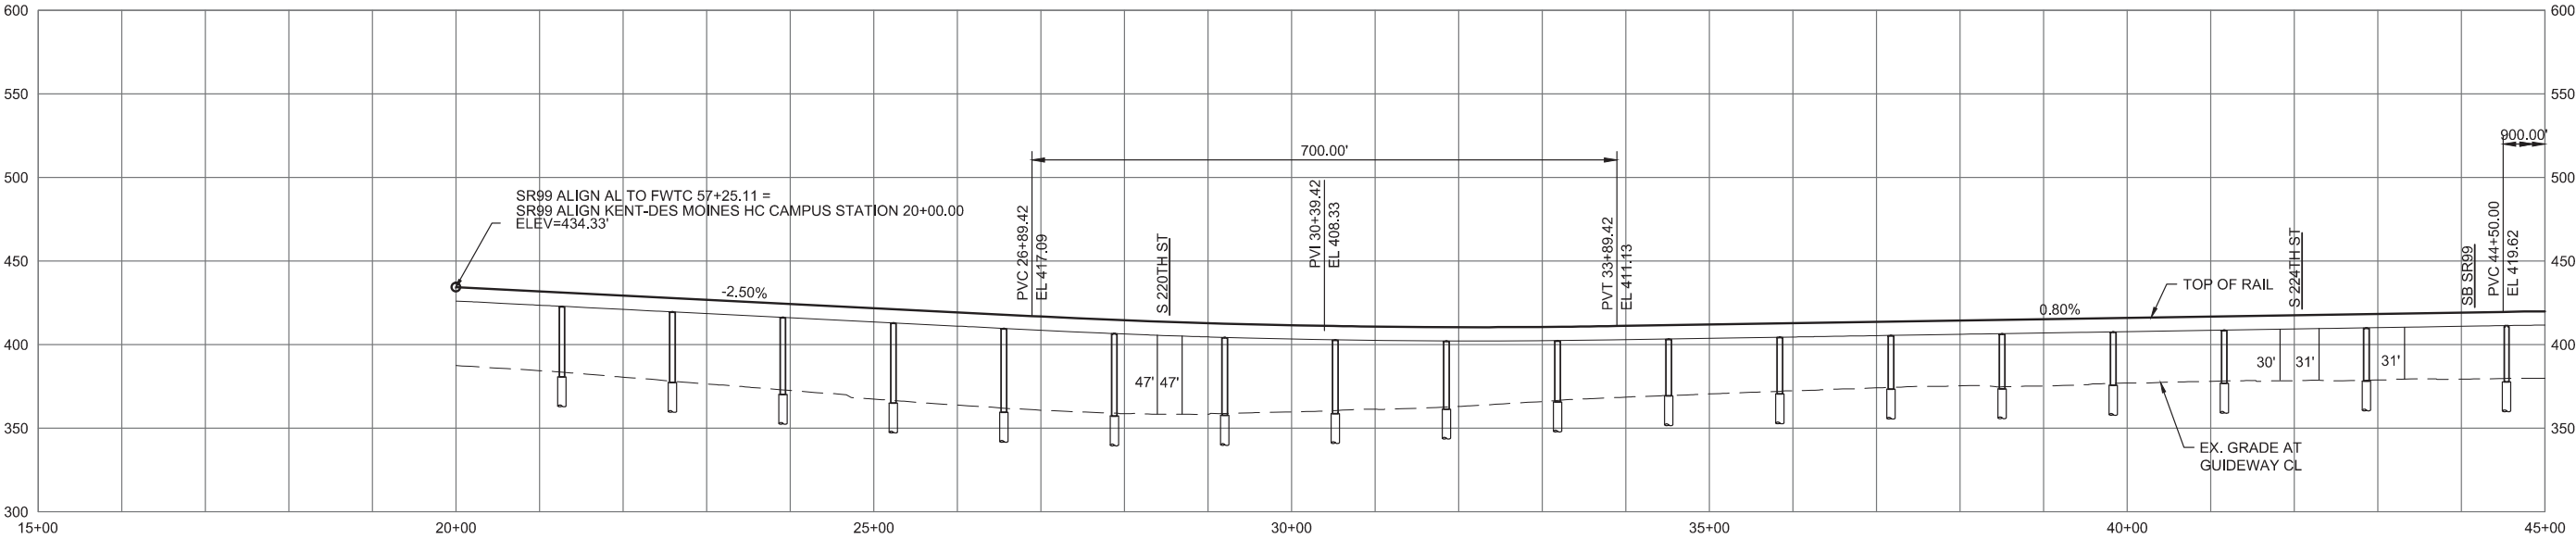 600
600
550
550
500
500
450
450
400
400
350
350
300
SR99 ALIGN AL TO FWTC 57+25.11 =
SR99 ALIGN KENT-DES MOINES HC CAMPUS STATION 20+00.00
ELEV=434.33'
-2.50%
PVC 26+89.42
EL 417.09
S 220TH ST
700.00'
PVI 30+39.42
EL 408.33
PVT 33+89.42
EL 411.13
0.80%
TOP OF RAIL
S 224TH ST
SB SR99
PVC 44+50.00
EL 419.62
900.00'
47'
47'
30'
31'
31'
EX. GRADE AT
GUIDEWAY CL
15+00
20+00
25+00
30+00
35+00
40+00
45+00